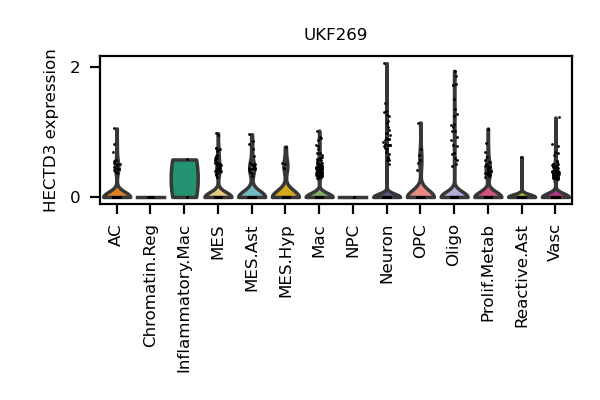 UKF269
HECTD3 expression
2
0
AC
Chromatin.Reg
Inflammatory.Mac
MES
MES.Ast
MES.Hyp
Mac
NPC
Neuron
OPC
Oligo
Prolif.Metab
Reactive.Ast
Vasc